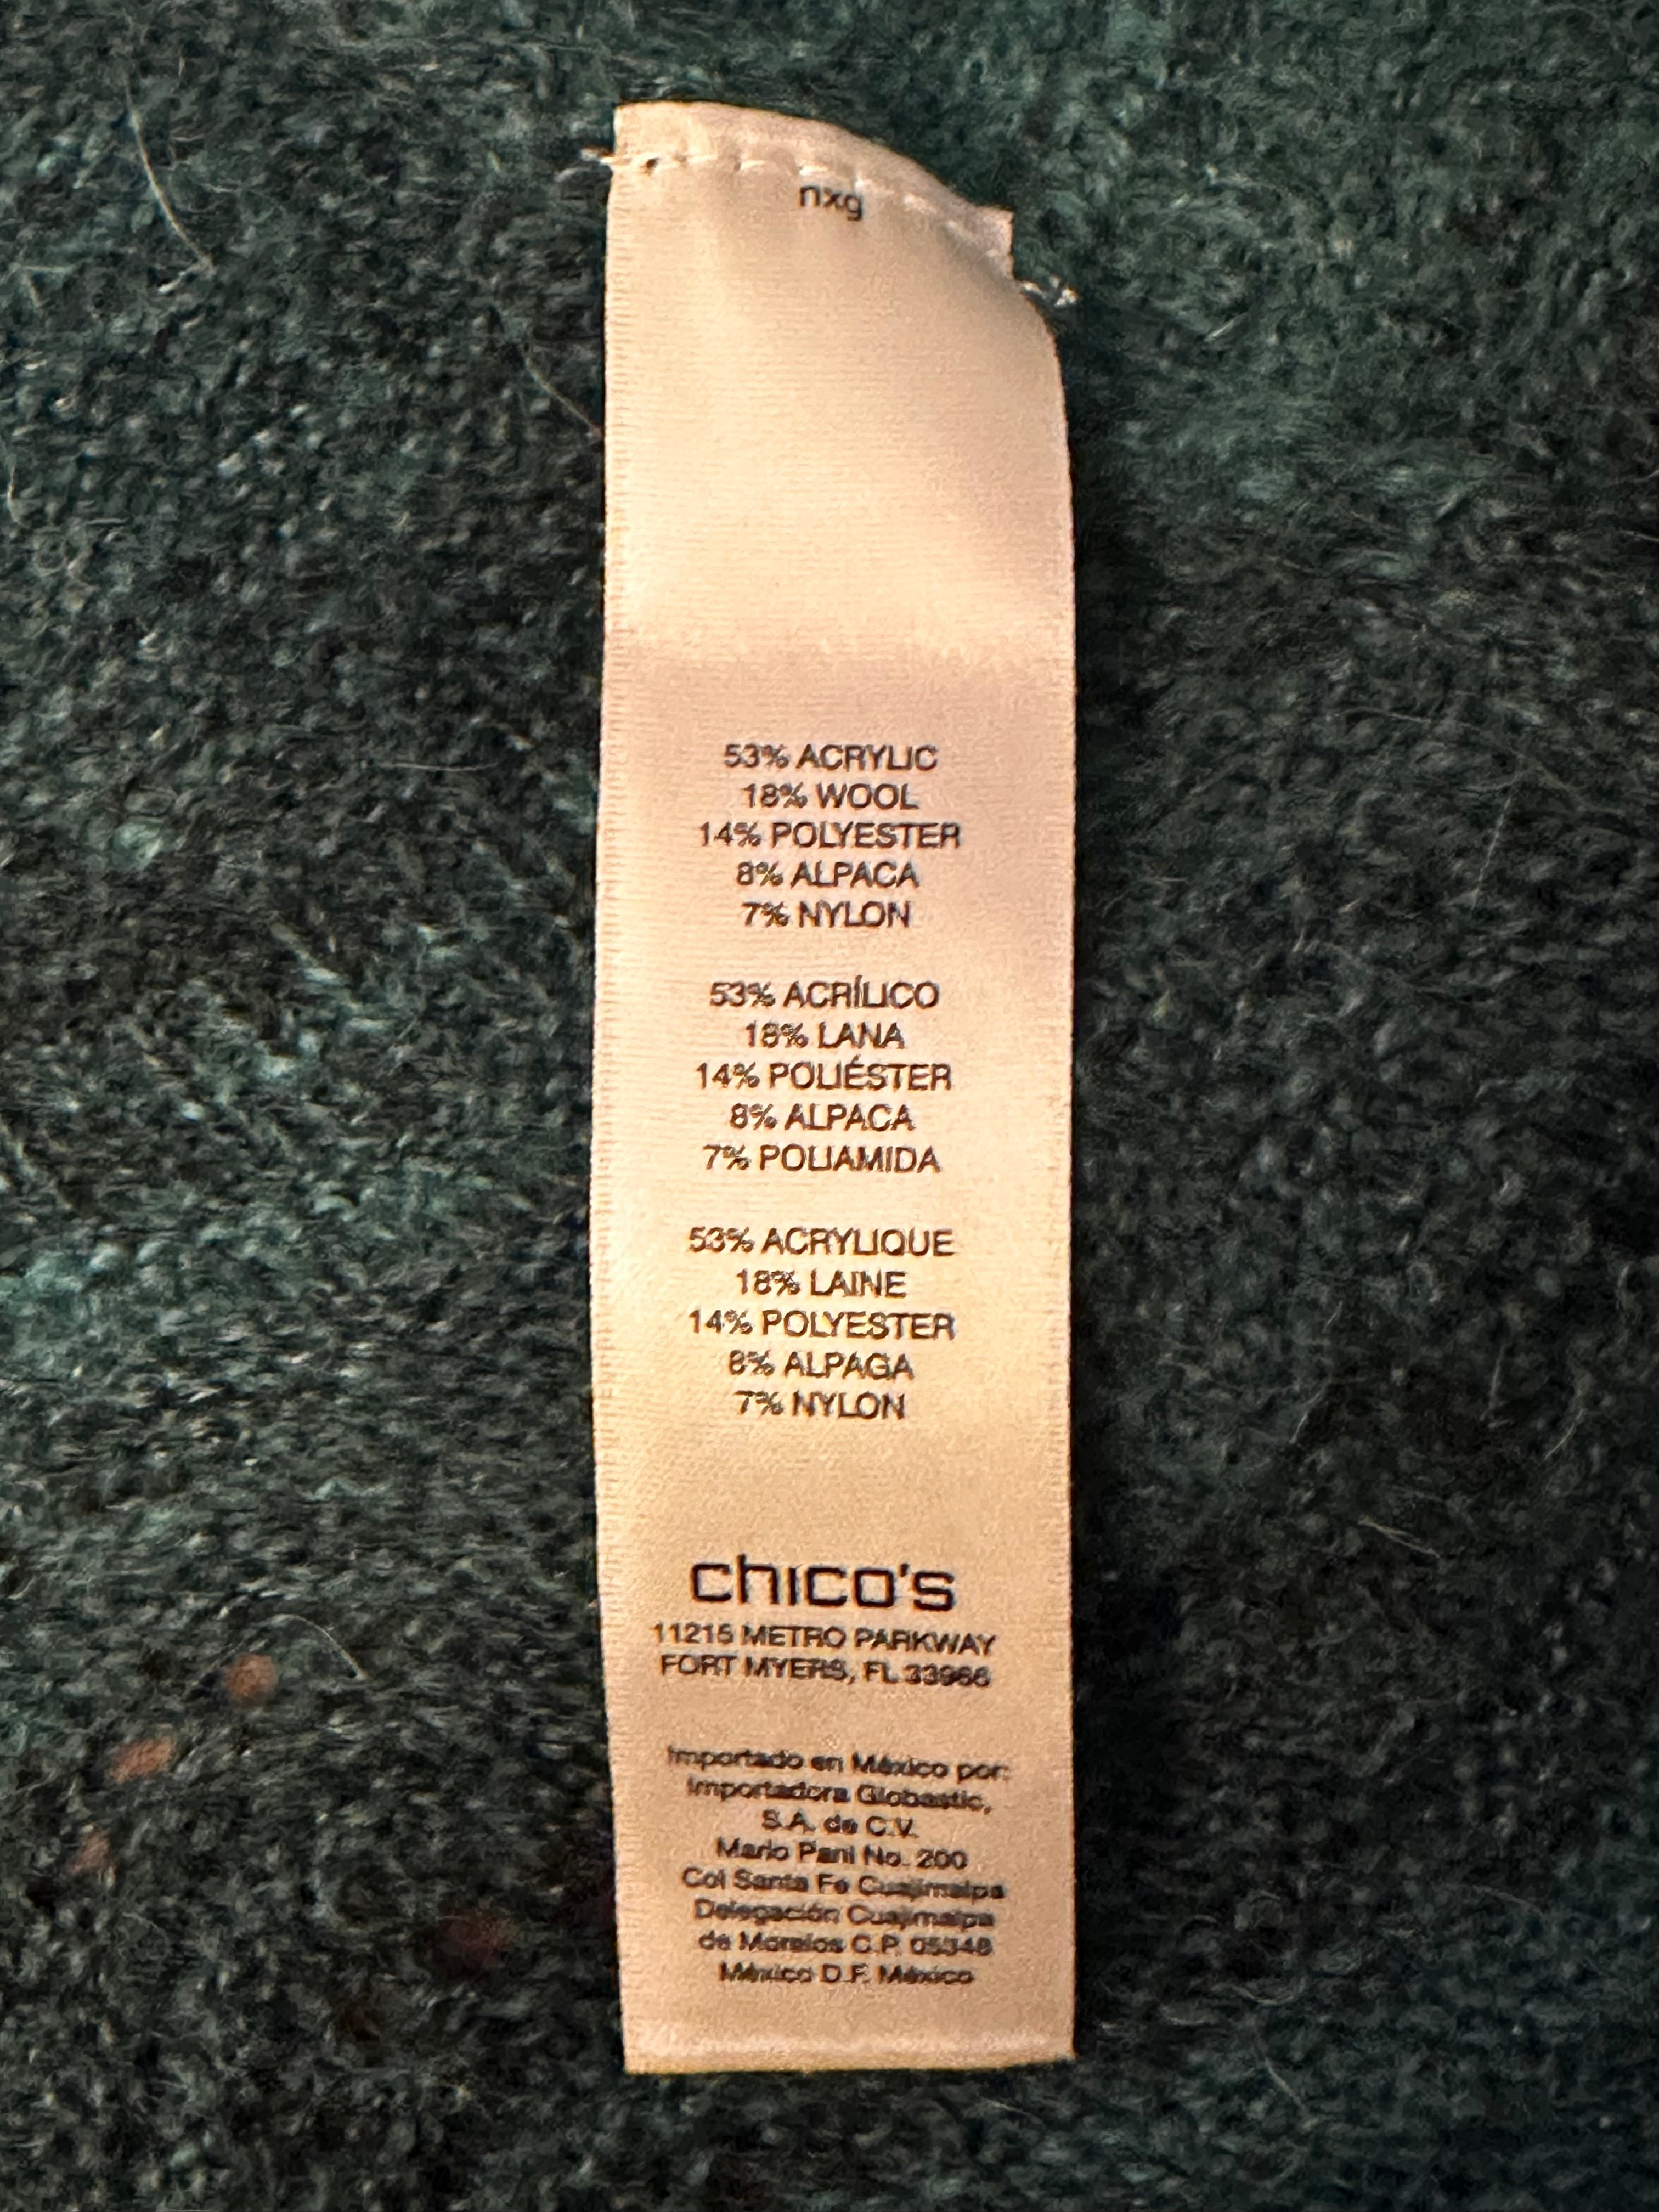 nxg
53% ACRYLIC
18% WOOL
14% POLYESTER
8% ALPACA
7% NYLON
53% ACRÍLICO
18% LANA
14% POLIÉSTER
8% ALPACA
7% POLIAMIDA
53% ACRYLIQUE
18% LAINE
14% POLYESTER
8% ALPAGA
7% NYLON
chico's
11215 METRO PARKWAY
FORT MYERS, FL 33966
Importado en México por:
Importadora Globastic,
S.A. de C.V.
Mario Pani No. 200
Col Santa Fe Cuajimalpa
Delegación Cuajimalpa
de Morelos C.P. 05348
México D.F. México